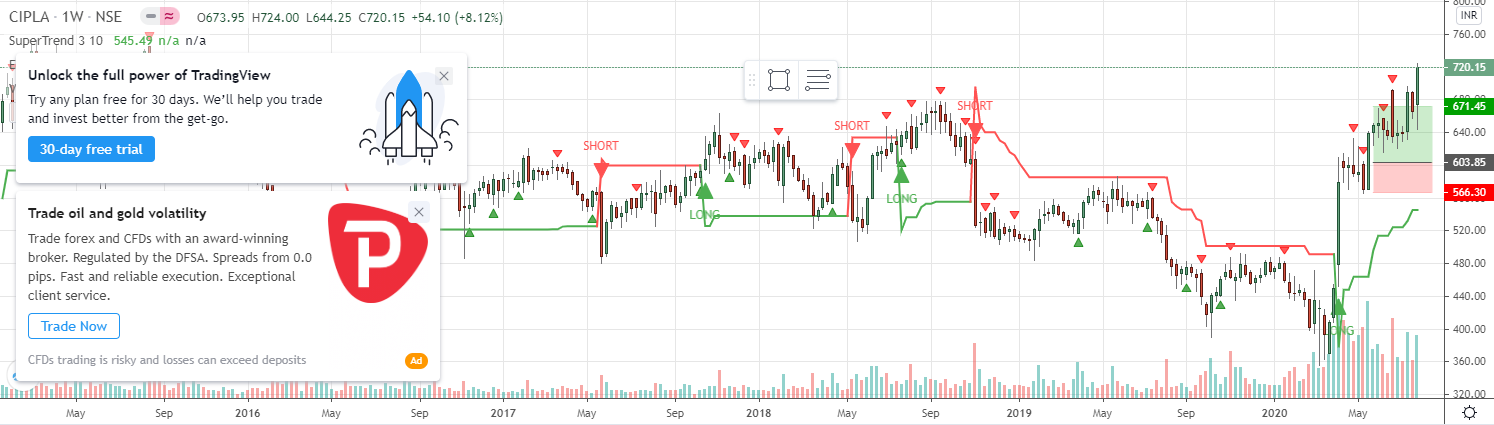 CIPLA · 1W · NSE O673.95 H724.00 L644.25 C720.15 +54.10 (+8.12%)
SuperTrend 3 10 545.49 n/a n/a
Unlock the full power of TradingView
Try any plan free for 30 days. We'll help you trade
and invest better from the get-go.
30-day free trial
Trade oil and gold volatility
Trade forex and CFDs with an award-winning
broker. Regulated by the DFSA. Spreads from 0.0
pips. Fast and reliable execution. Exceptional
client service.
Trade Now
CFDs trading is risky and losses can exceed deposits
Ad
P
SHORT
LONG
SHORT
LONG
SHORT
800.00
INR
760.00
720.15
671.45
640.00
603.85
566.30
520.00
480.00
440.00
400.00
360.00
320.00
May Sep 2016 May Sep 2017 May Sep 2018 May Sep 2019 May Sep 2020 May